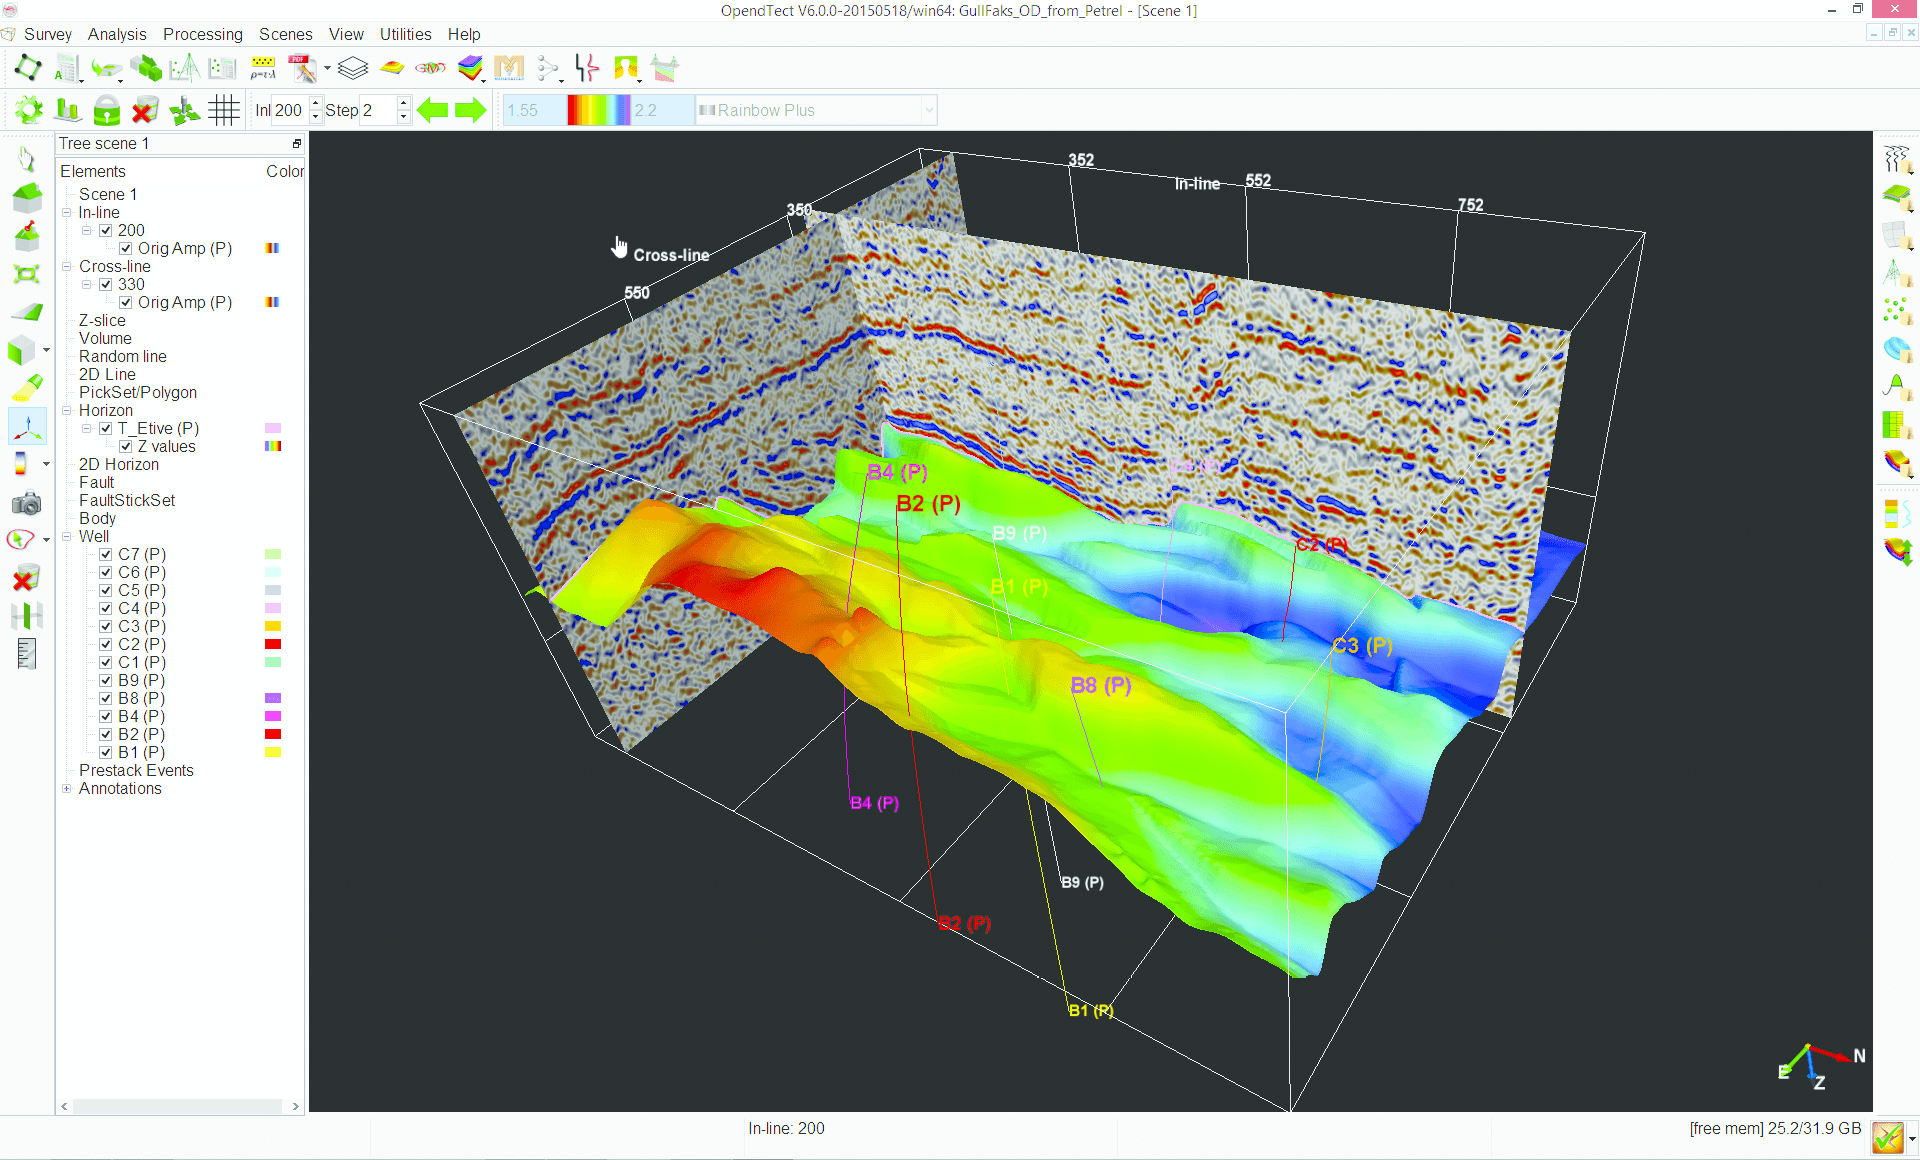 OpendTect V6.0.0-20150518/win64: GullFaks_OD_from_Petrel - [Scene 1]
Survey Analysis Processing Scenes View Utilities Help
PDF
ρ=τ·λ
Inl 200 Step 2 1.55 2.2 Rainbow Plus
Tree scene 1
Elements Color
Scene 1
In-line
200
Orig Amp (P)
Cross-line
330
Orig Amp (P)
Z-slice
Volume
Random line
2D Line
PickSet/Polygon
Horizon
T_Etive (P)
Z values
2D Horizon
Fault
FaultStickSet
Body
Well
C7 (P)
C6 (P)
C5 (P)
C4 (P)
C3 (P)
C2 (P)
C1 (P)
B9 (P)
B8 (P)
B4 (P)
B2 (P)
B1 (P)
Prestack Events
Annotations
352
In-line
552
752
350
Cross-line
550
B4 (P)
B2 (P)
B9 (P)
C2 (P)
B1 (P)
C3 (P)
B8 (P)
B4 (P)
B9 (P)
B2 (P)
B1 (P)
N
E
Z
In-line: 200
[free mem] 25.2/31.9 GB